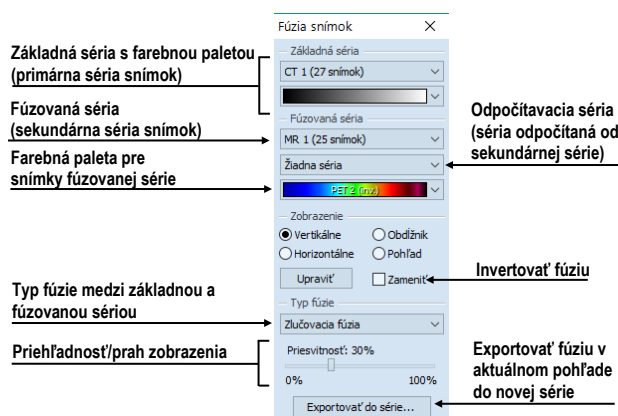 Fúzia snímok
Základná séria s farebnou paletou
(primárna séria snímok)
Základná séria
CT 1 (27 snímok)
Fúzovaná séria
(sekundárna séria snímok)
Fúzovaná séria
MR 1 (25 snímok)
Odpočítavacia séria
(séria odpočítaná od
sekundárnej série)
Žiadna séria
Farebná paleta pre
snímky fúzovanej série
PET 2 (inv.)
Zobrazenie
Vertikálne
Obdĺžnik
Horizontálne
Pohľad
Upraviť
Zameniť
Invertovať fúziu
Typ fúzie medzi základnou a
fúzovanou sériou
Typ fúzie
Zlučovacia fúzia
Priehľadnosť/prah zobrazenia
Priesvitnosť: 30%
0%
100%
Exportovať do série...
Exportovať fúziu v
aktuálnom pohľade
do novej série